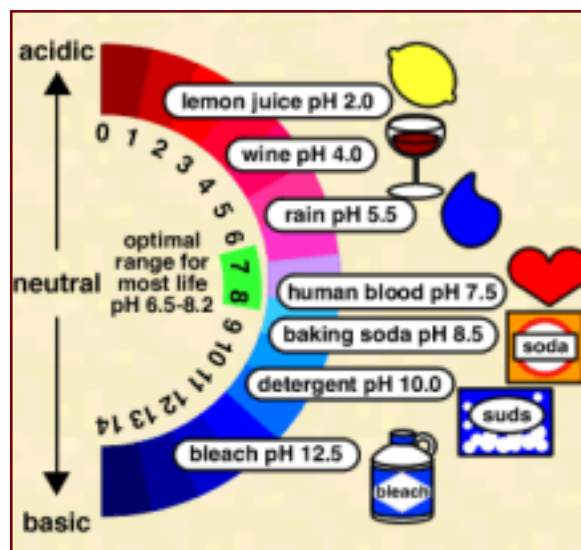 acidic
lemon juice pH 2.0
0 1 2 3 4 5 6 7 8 9 10 11 12 13 14
wine pH 4.0
rain pH 5.5
optimal
range for
most life
pH 6.5-8.2
neutral
human blood pH 7.5
baking soda pH 8.5
soda
detergent pH 10.0
suds
bleach pH 12.5
bleach
basic